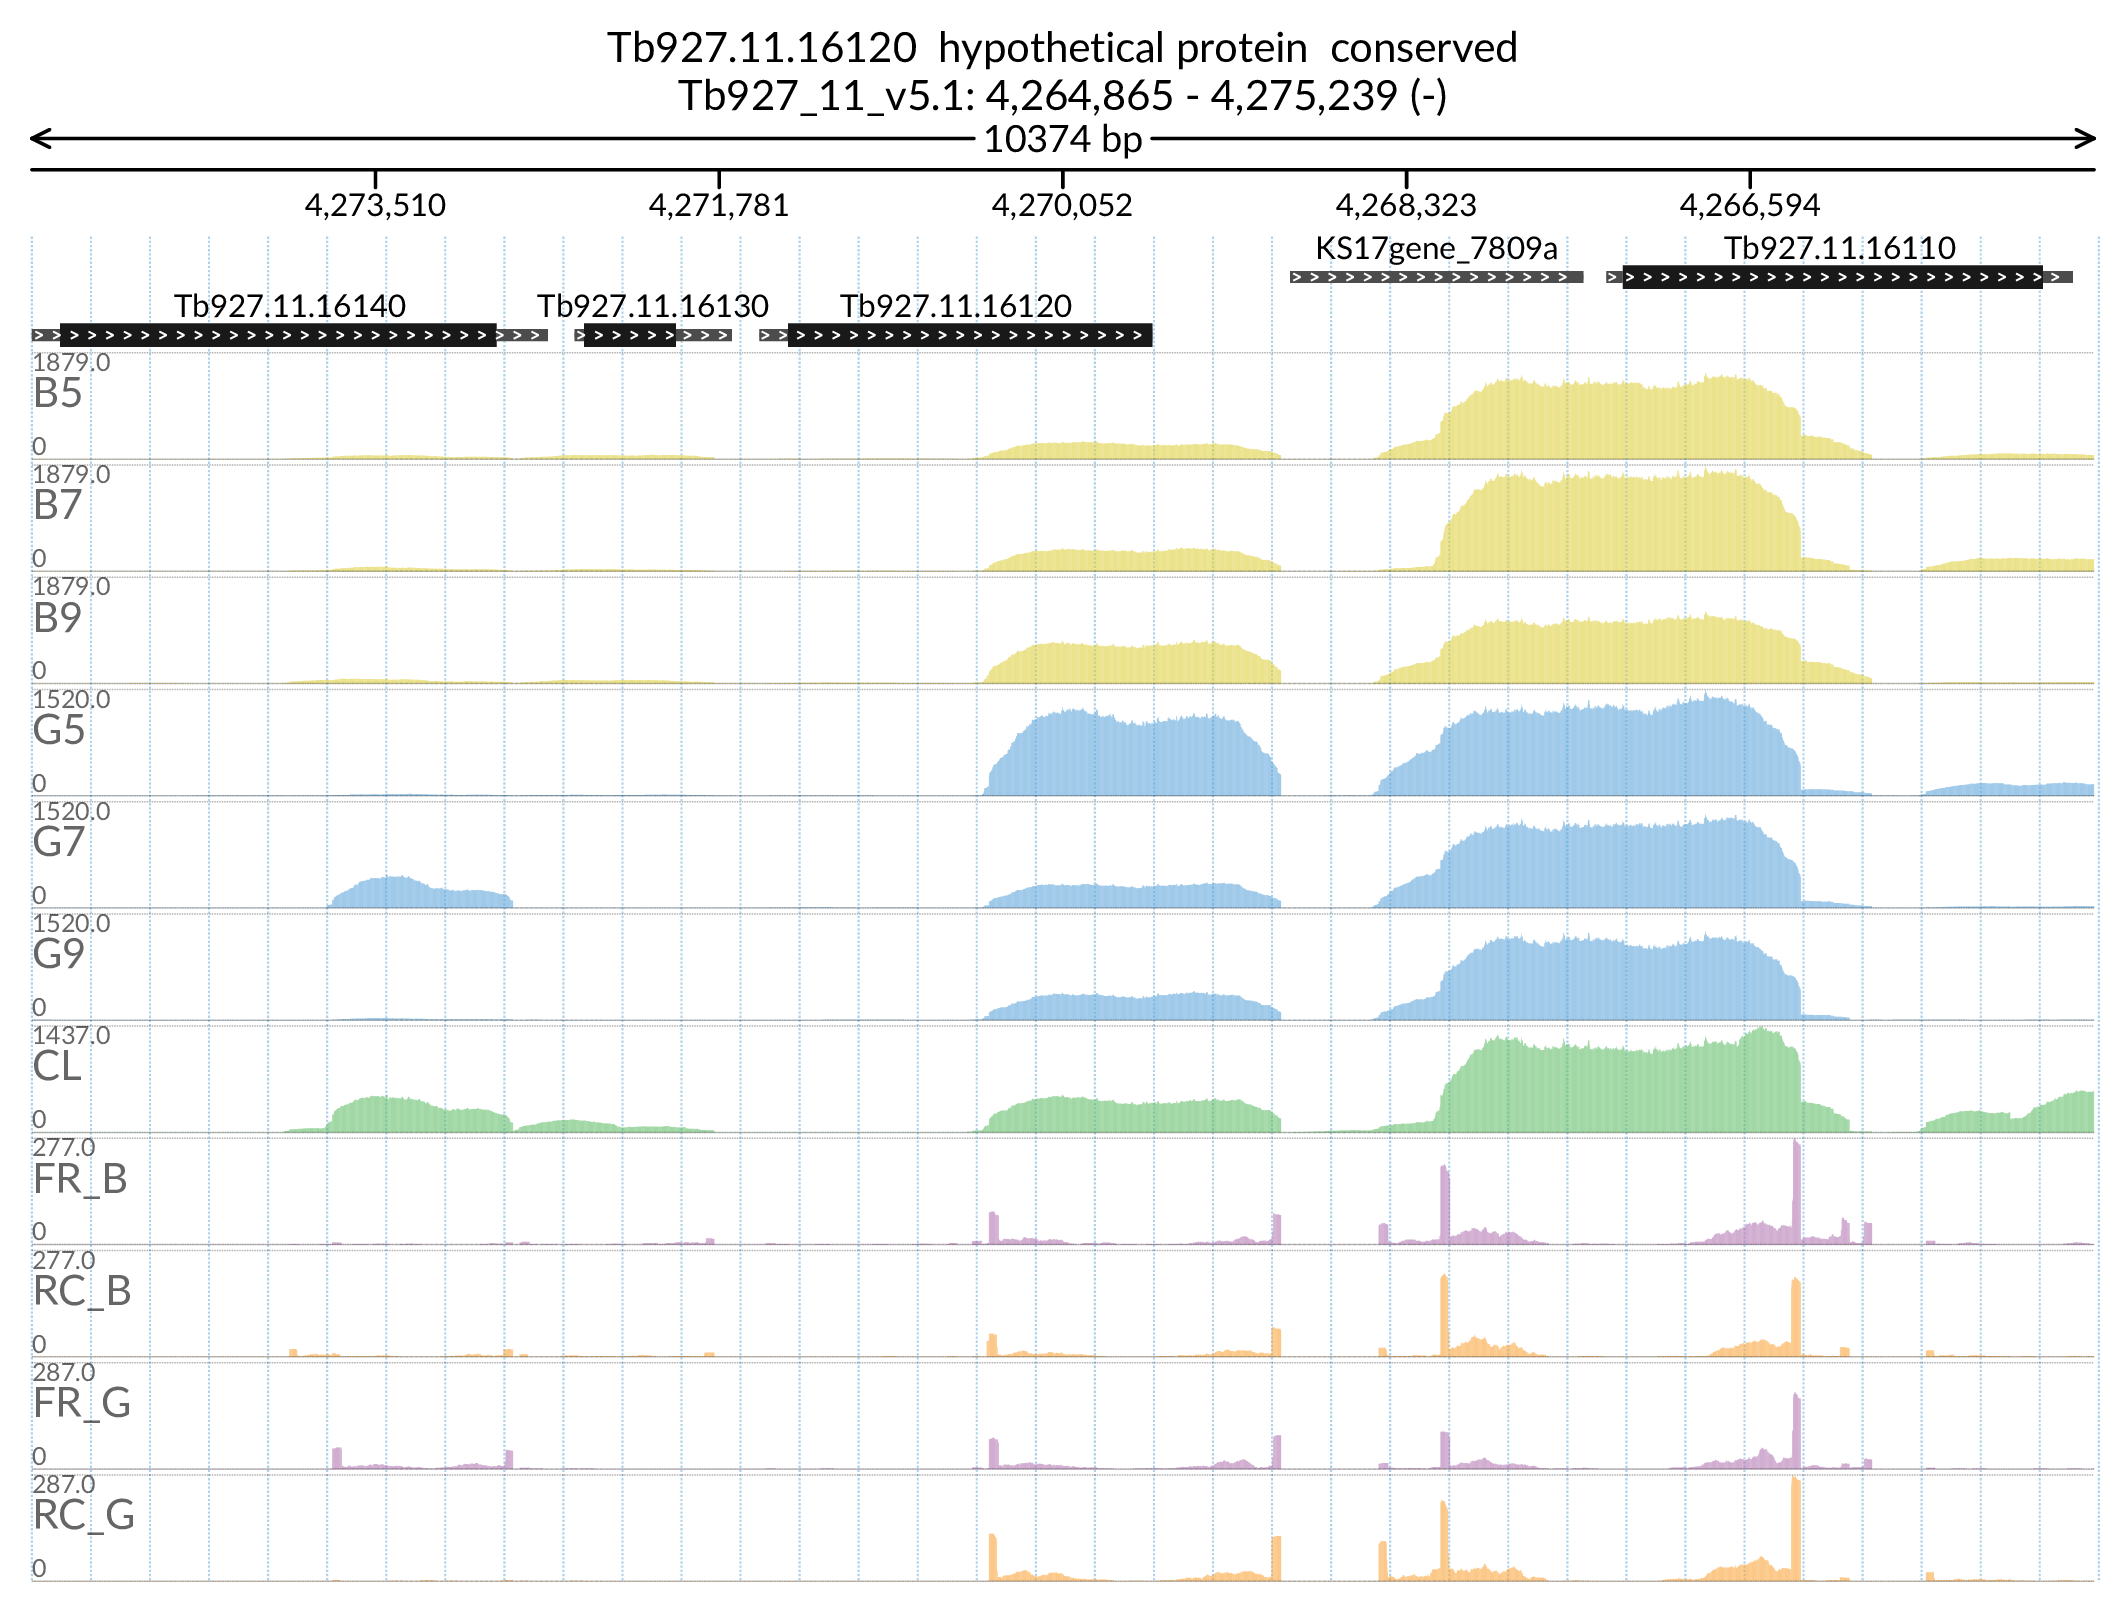 Tb927.11.16120 hypothetical protein conserved
Tb927_11_v5.1: 4,264,865 - 4,275,239 (-)
10374 bp
4,273,510 4,271,781 4,270,052 4,268,323 4,266,594
KS17gene_7809a Tb927.11.16110
Tb927.11.16140 Tb927.11.16130 Tb927.11.16120
1879.0
B5
0
1879.0
B7
0
1879.0
B9
0
1520.0
G5
0
1520.0
G7
0
1520.0
G9
0
1437.0
CL
0
277.0
FR_B
0
277.0
RC_B
0
287.0
FR_G
0
287.0
RC_G
0